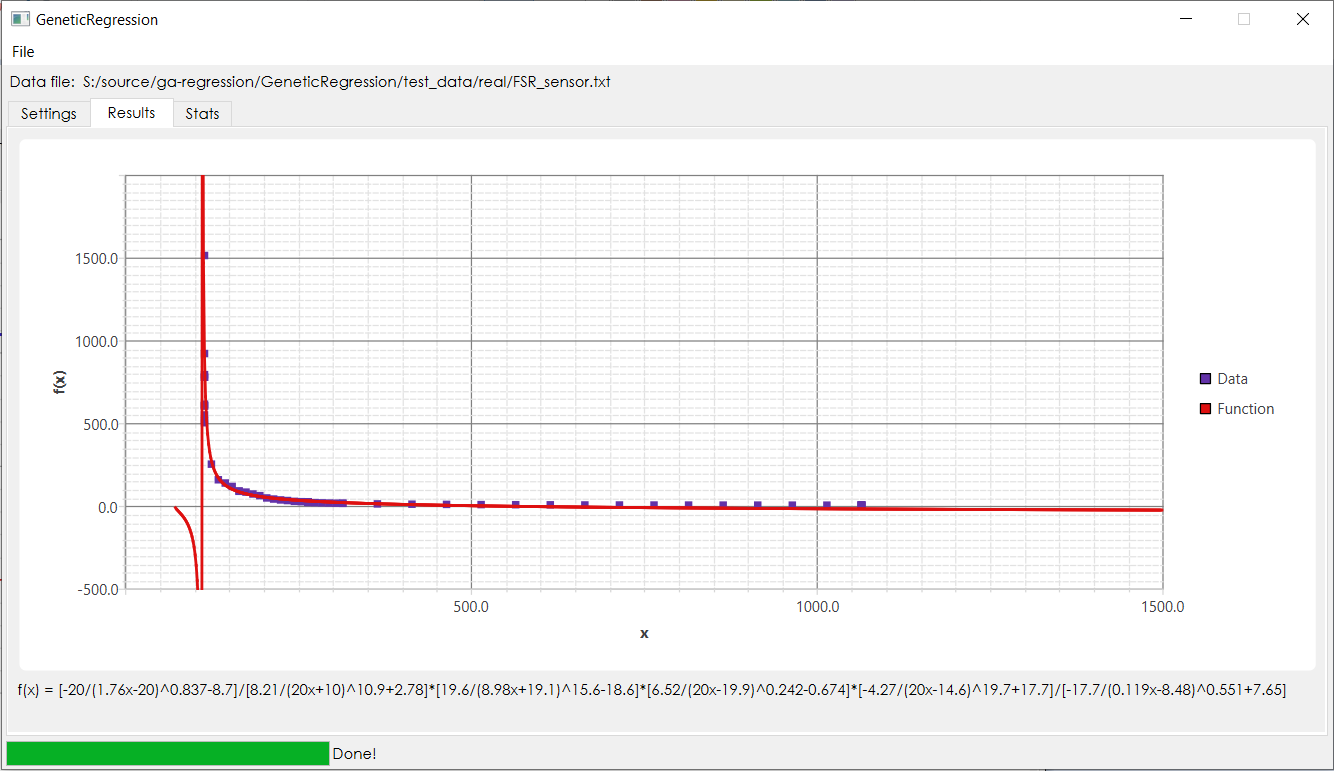 GeneticRegression
File
Data file: S:/source/ga-regression/GeneticRegression/test_data/real/FSR_sensor.txt
Settings Results Stats
1500.0
1000.0
500.0
0.0
-500.0
f(x)
500.0 1000.0 1500.0
x
Data
Function
f(x) = [-20/(1.76x-20)^0.837-8.7]/[8.21/(20x+10)^10.9+2.78]*[19.6/(8.98x+19.1)^15.6-18.6]*[6.52/(20x-19.9)^0.242-0.674]*[-4.27/(20x-14.6)^19.7+17.7]/[-17.7/(0.119x-8.48)^0.551+7.65]
Done!